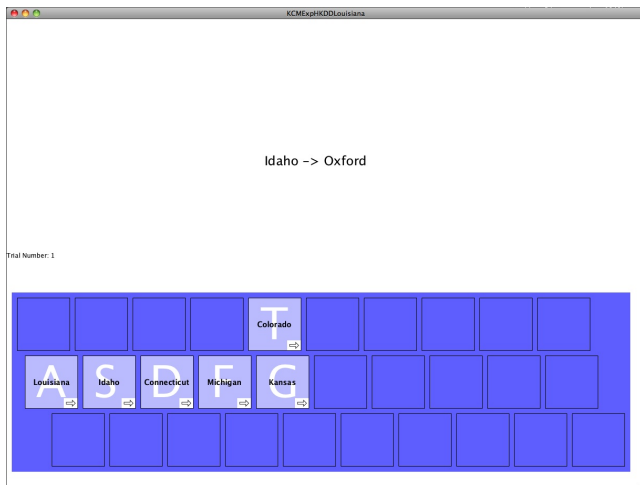 KCMExpHKDDLouisiana
Idaho -> Oxford
Trial Number: 1
T
Colorado
A
Louisiana
S
Idaho
D
Connecticut
F
Michigan
G
Kansas